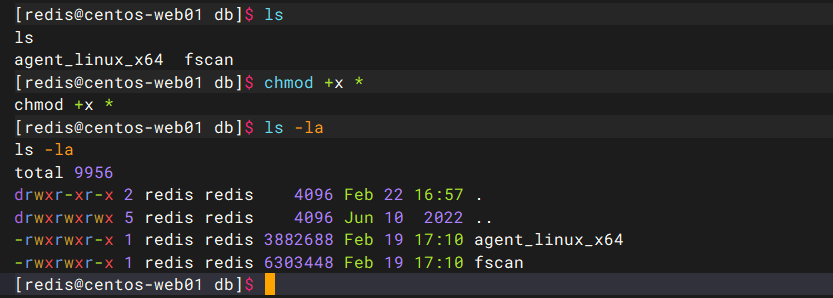 [redis@centos-web01 db]$ ls
ls
agent_linux_x64  fscan
[redis@centos-web01 db]$ chmod +x *
chmod +x *
[redis@centos-web01 db]$ ls -la
ls -la
total 9956
drwxr-xr-x 2 redis redis    4096 Feb 22 16:57 .
drwxrwxrwx 5 redis redis    4096 Jun 10  2022 ..
-rwxrwxr-x 1 redis redis 3882688 Feb 19 17:10 agent_linux_x64
-rwxrwxr-x 1 redis redis 6303448 Feb 19 17:10 fscan
[redis@centos-web01 db]$